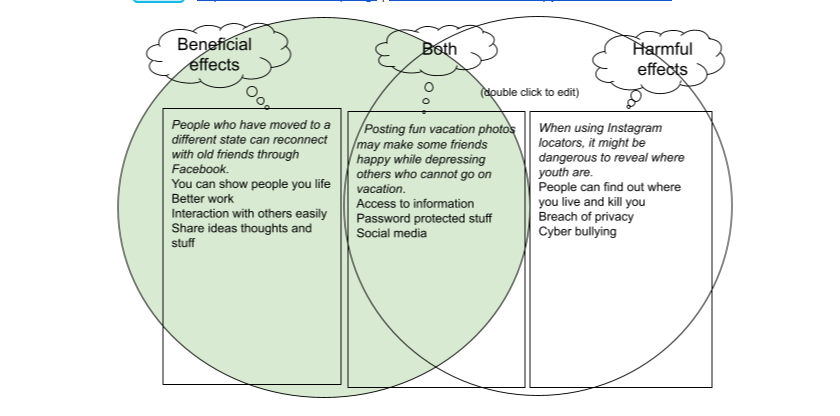 Beneficial
effects
Both
Harmful
effects
(double click to edit)
People who have moved to a
different state can reconnect
with old friends through
Facebook.
You can show people you life
Better work
Interaction with others easily
Share ideas thoughts and
stuff
Posting fun vacation photos
may make some friends
happy while depressing
others who cannot go on
vacation.
Access to information
Password protected stuff
Social media
When using Instagram
locators, it might be
dangerous to reveal where
youth are.
People can find out where
you live and kill you
Breach of privacy
Cyber bullying